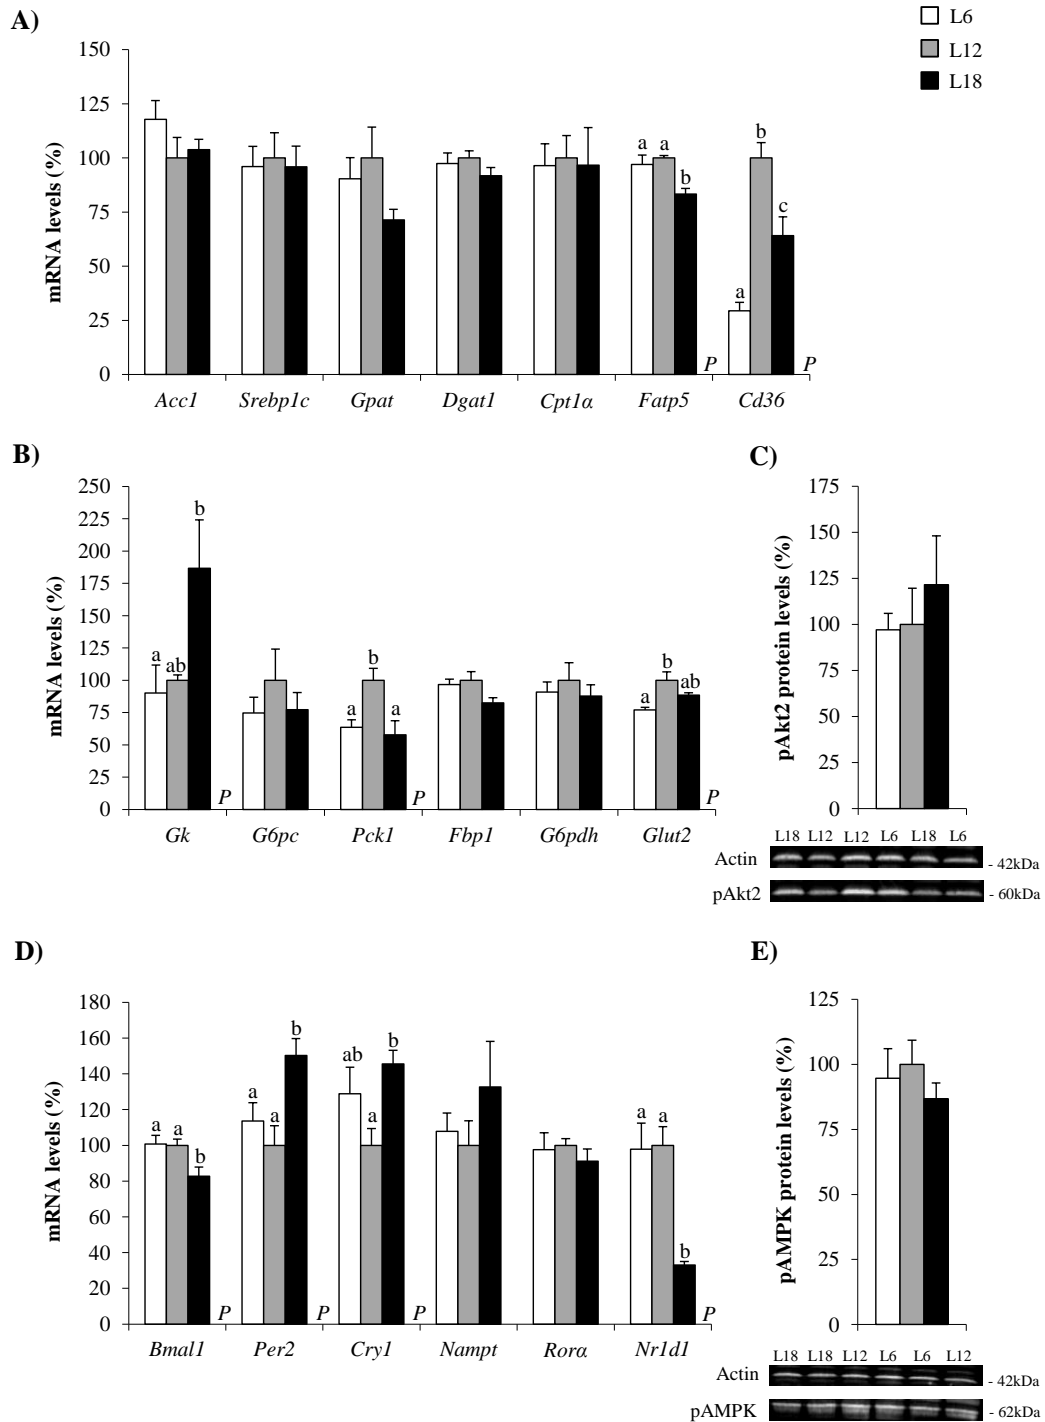 A)
L6
L12
L18
mRNA levels (%)
150
125
100
75
50
25
0
a a b P
a b c P
Acc1 Srebp1c Gpat Dgat1 Cpt1α Fatp5 Cd36
B)
mRNA levels (%)
250
225
200
175
150
125
100
75
50
25
0
a ab b P
a b a P
a b ab P
Gk G6pc Pck1 Fbp1 G6pdh Glut2
C)
pAkt2 protein levels (%)
175
150
125
100
75
50
25
0
L18 L12 L12 L6 L18 L6
Actin - 42kDa
pAkt2 - 60kDa
D)
mRNA levels (%)
180
160
140
120
100
80
60
40
20
0
a a b P
a a b P
ab a b P
a a b P
Bmal1 Per2 Cry1 Nampt Rorα Nr1d1
E)
pAMPK protein levels (%)
125
100
75
50
25
0
L18 L18 L12 L6 L6 L12
Actin - 42kDa
pAMPK - 62kDa